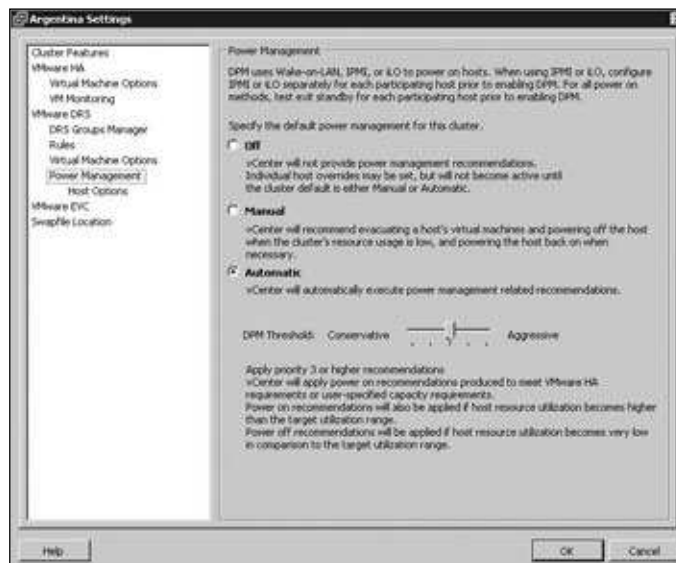 Argentina Settings
Cluster Features
VMware HA
Virtual Machine Options
VM Monitoring
VMware DRS
DRS Groups Manager
Rules
Virtual Machine Options
Power Management
Host Options
VMware EVC
Swapfile Location
Power Management
DPM uses Wake-on-LAN, IPMI, or iLO to power on hosts. When using IPMI or iLO, configure
IPMI or iLO separately for each participating host prior to enabling DPM. For all power on
methods, test exit standby for each participating host prior to enabling DPM.
Specify the default power management for this cluster.
Off
vCenter will not provide power management recommendations.
Individual host overrides may be set, but will not become active until
the cluster default is either Manual or Automatic.
Manual
vCenter will recommend evacuating a host's virtual machines and powering off the host
when the cluster's resource usage is low, and powering the host back on when
necessary.
Automatic
vCenter will automatically execute power management related recommendations.
DPM Threshold: Conservative Aggressive
Apply priority 3 or higher recommendations
vCenter will apply power on recommendations produced to meet VMware HA
requirements or user-specified capacity requirements.
Power on recommendations will also be applied if host resource utilization becomes higher
than the target utilization range.
Power off recommendations will be applied if host resource utilization becomes very low
in comparison to the target utilization range.
Help
OK
Cancel